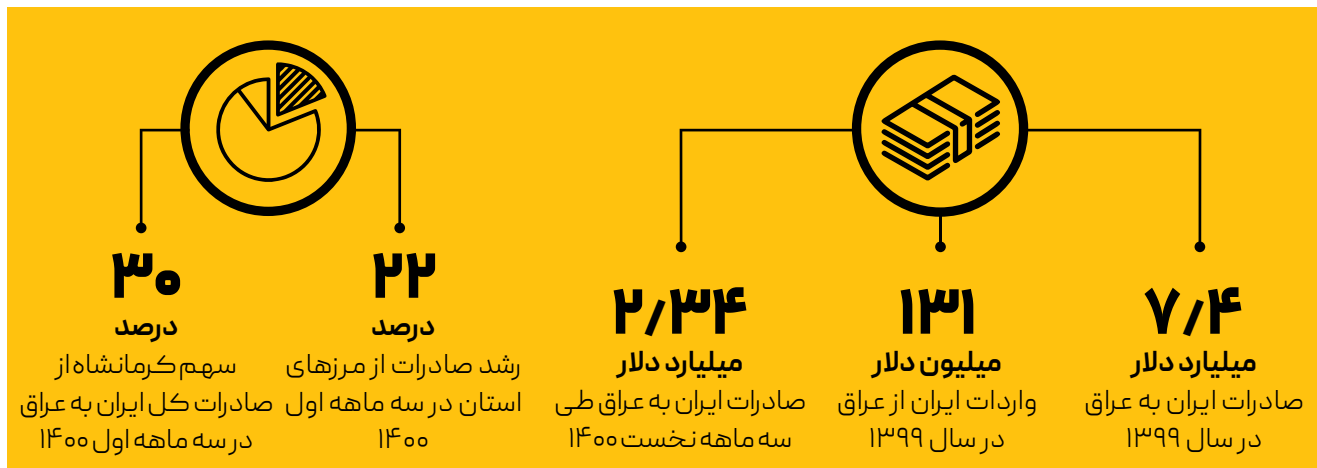 ۷/۴
میلیارد دلار
صادرات ایران به عراق
در سال ۱۳۹۹
۱۳۱
میلیون دلار
واردات ایران از عراق
در سال ۱۳۹۹
۲/۳۴
میلیارد دلار
صادرات ایران به عراق طی
سه ماهه نخست ۱۴۰۰
۲۲
درصد
رشد صادرات از مرزهای
استان در سه ماهه اول
۱۴۰۰
۳۰
درصد
سهم کرمانشاه از
صادرات کل ایران به عراق
در سه ماهه اول ۱۴۰۰